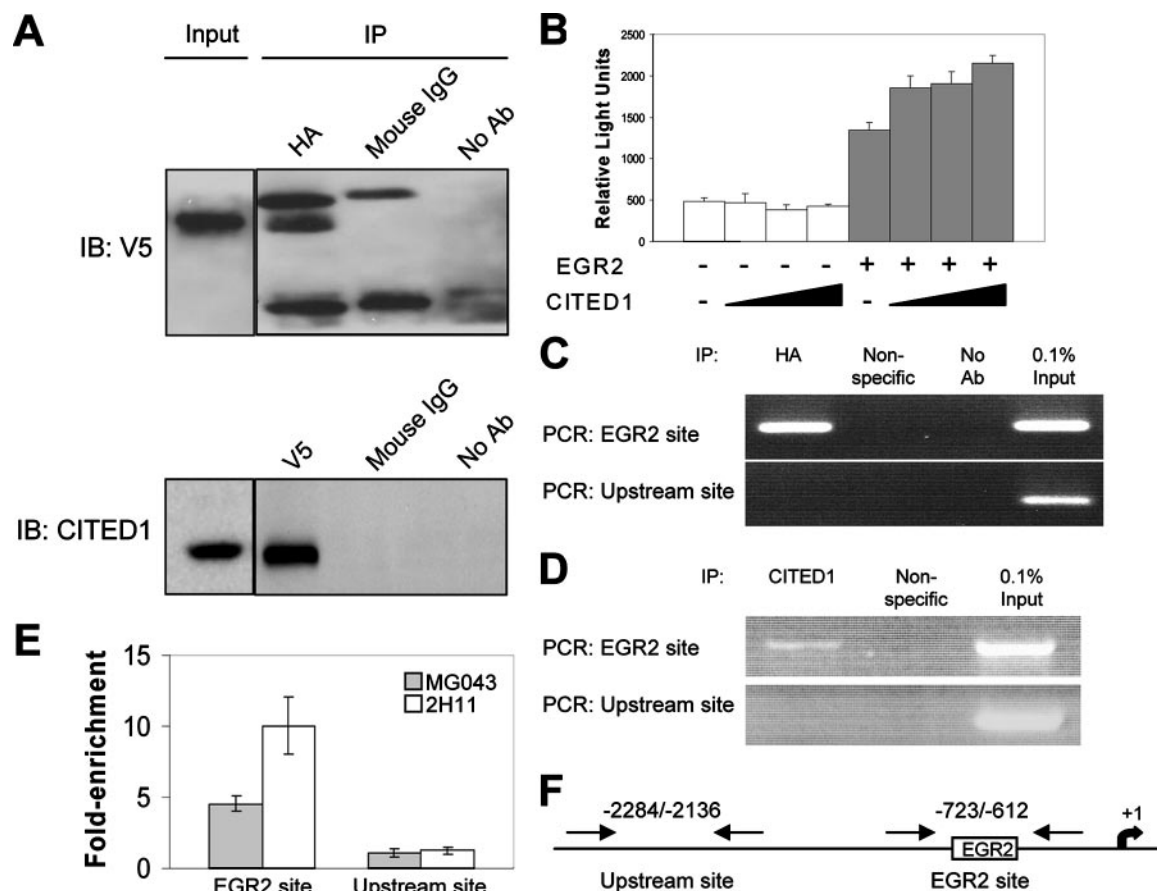 A
Input
IP
HA
Mouse IgG
No Ab
IB: V5
V5
Mouse IgG
No Ab
IB: CITED1
B
2500
2000
1500
1000
500
0
Relative Light Units
EGR2 - - - - + + + +
CITED1 - -
C
IP: HA Non-specific No Ab 0.1% Input
PCR: EGR2 site
PCR: Upstream site
D
IP: CITED1 Non-specific 0.1% Input
PCR: EGR2 site
PCR: Upstream site
E
15
10
5
0
Fold-enrichment
MG043
2H11
EGR2 site Upstream site
F
-2284/-2136 -723/-612 +1
EGR2
Upstream site EGR2 site